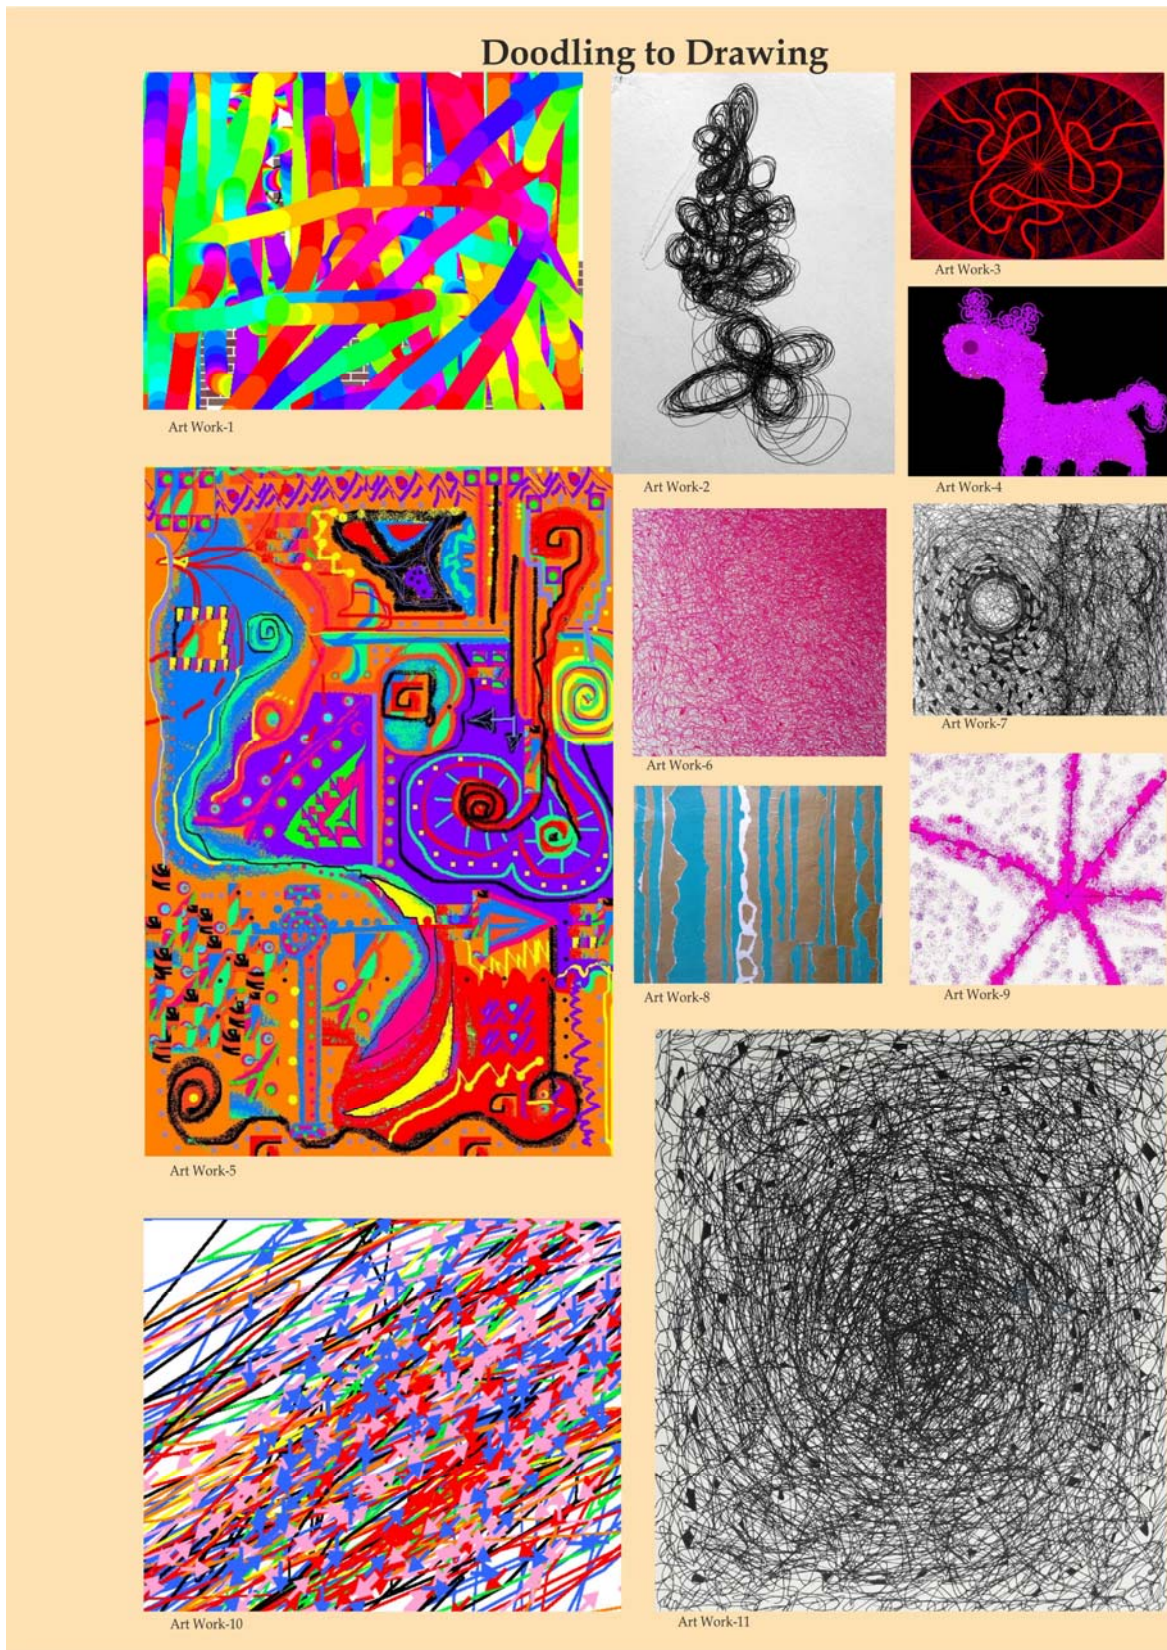 Doodling to Drawing
Art Work-1
Art Work-2
Art Work-3
Art Work-4
Art Work-5
Art Work-6
Art Work-7
Art Work-8
Art Work-9
Art Work-10
Art Work-11